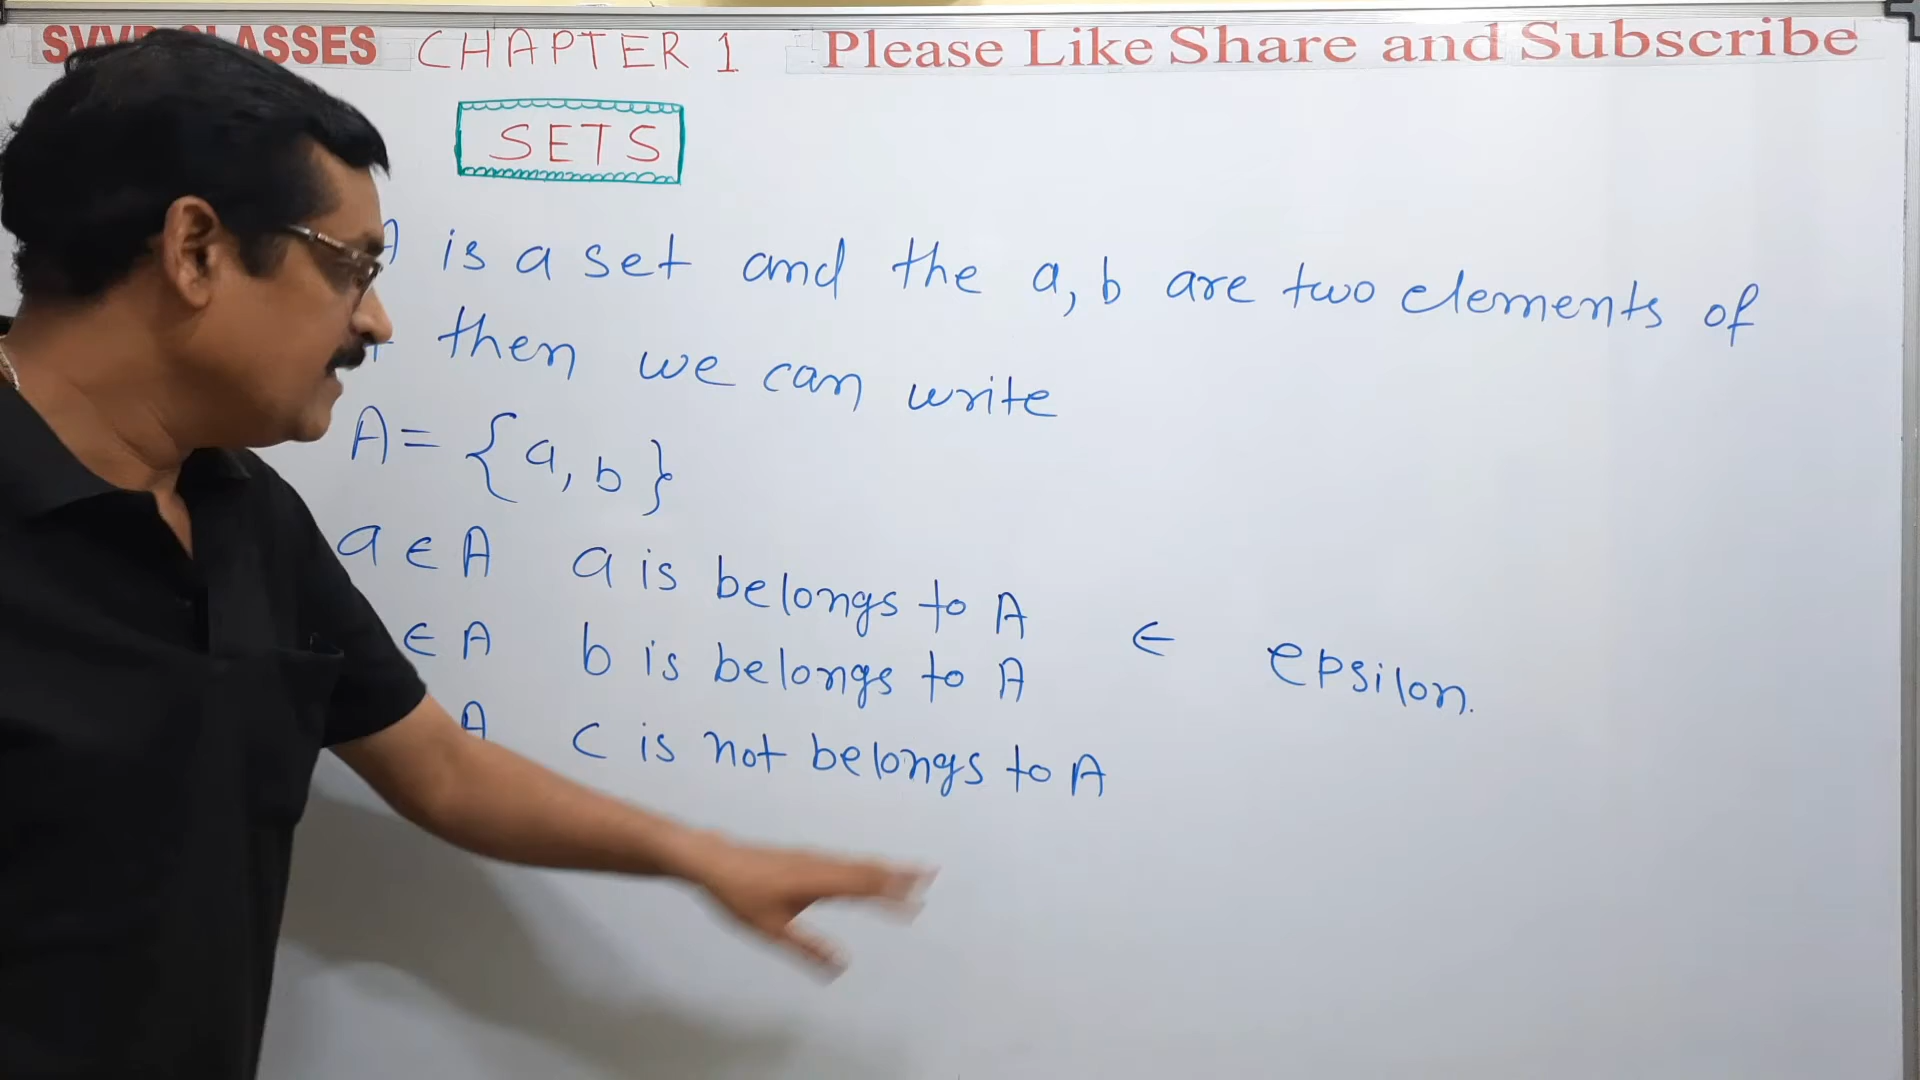 CLASSES CHAPTER 1 Please Like Share and Subscribe
SETS
A is a set and the a, b are two elements of
then we can write
A = {a, b}
a ∈ A a is belongs to A
∈ A b is belongs to A ∈ epsilon.
A c is not belongs to A